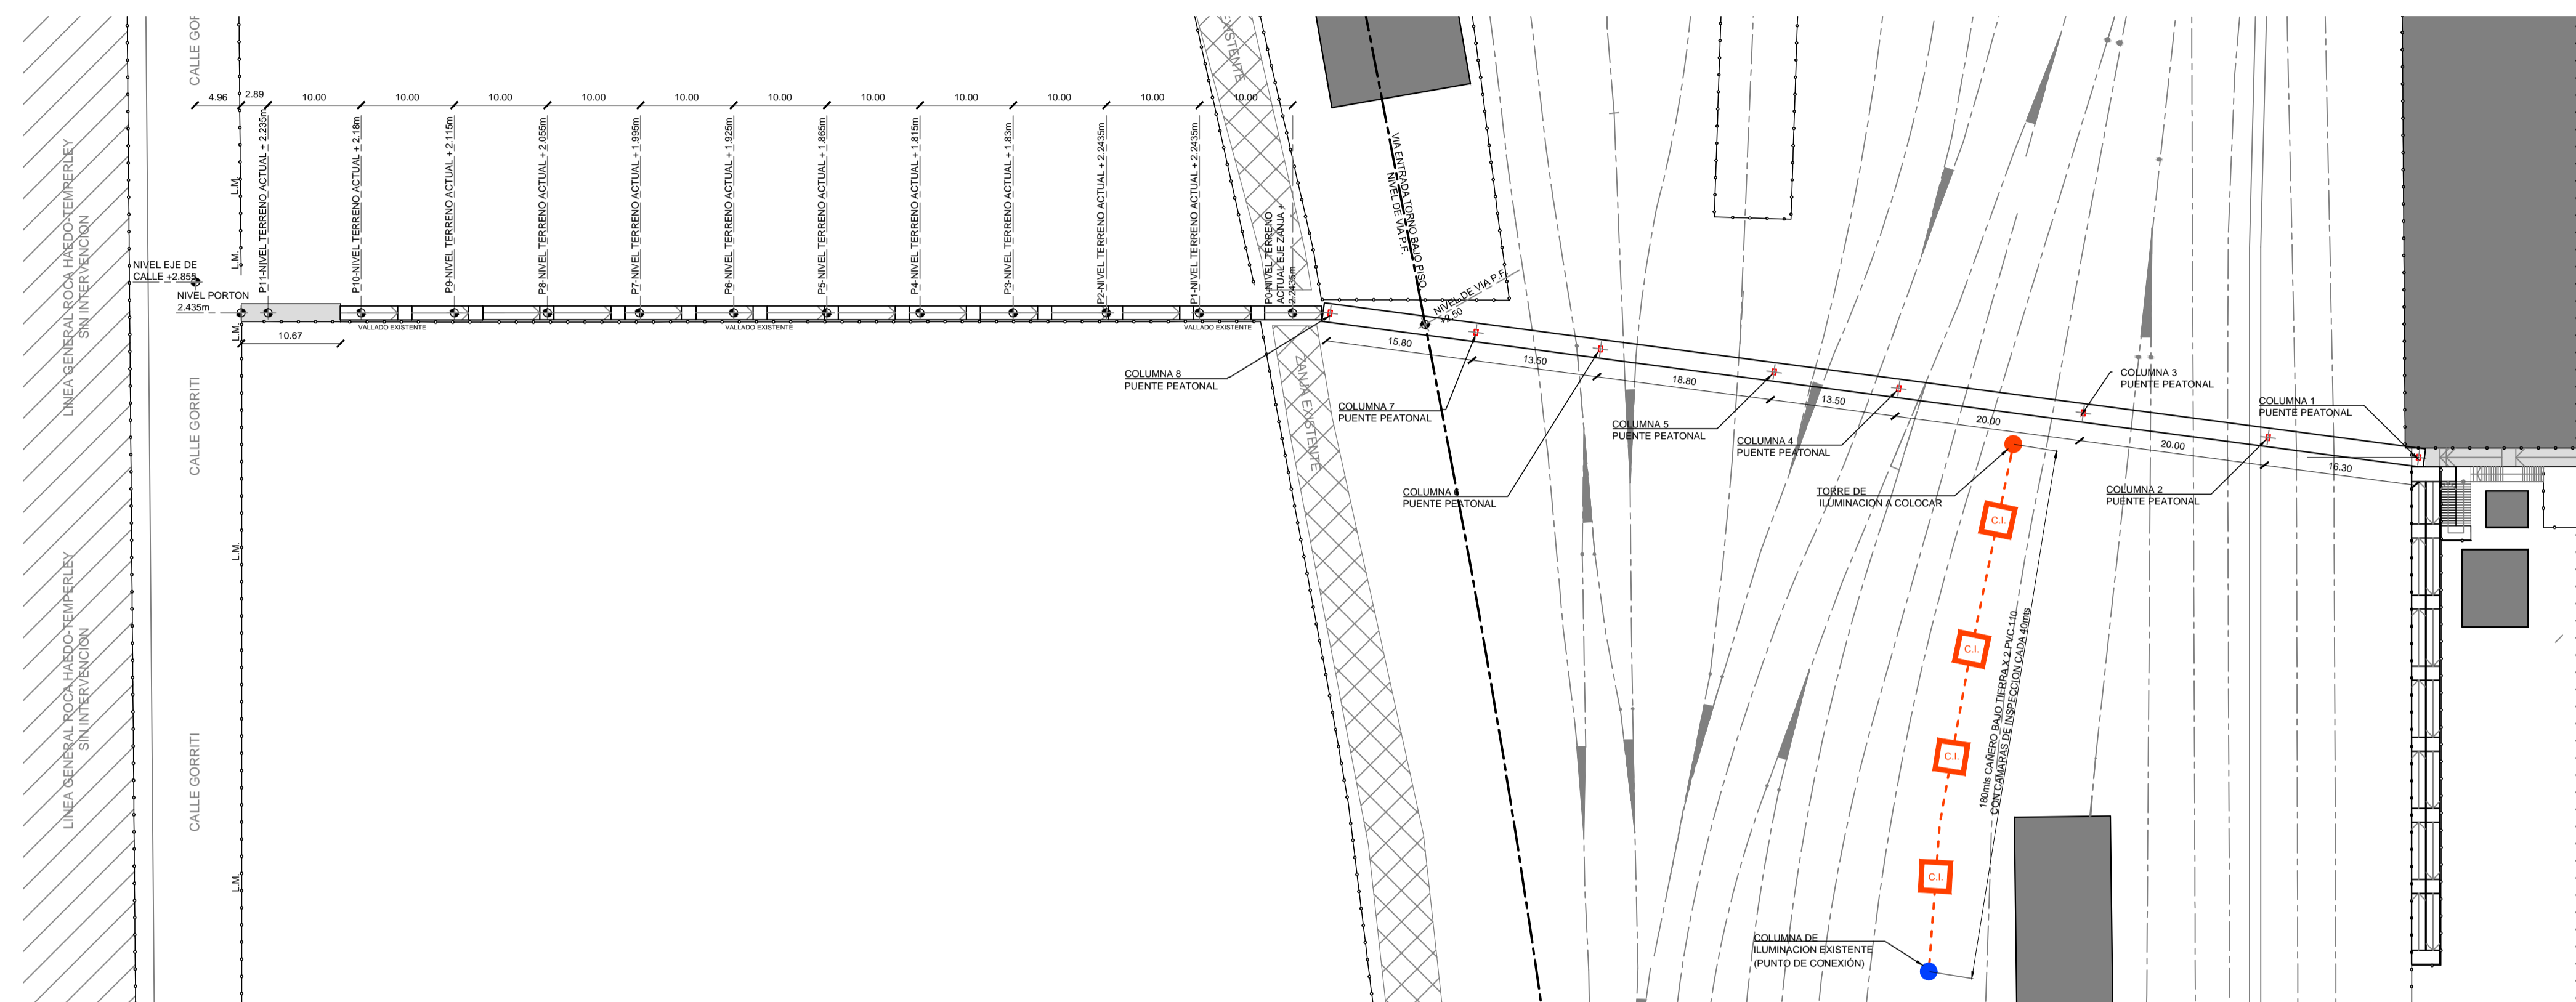 CALLE GOR
EXISTENTE
4.96
2.89
10.00
10.00
10.00
10.00
10.00
10.00
10.00
10.00
10.00
10.00
10.00
LINEA GENERAL ROCA HAEDO-TEMPERLEY
SIN INTERVENCION
L.M.
L.M.
P11-NIVEL TERRENO ACTUAL + 2.235m
P10-NIVEL TERRENO ACTUAL + 2.18m
P9-NIVEL TERRENO ACTUAL + 2.115m
P8-NIVEL TERRENO ACTUAL + 2.055m
P7-NIVEL TERRENO ACTUAL + 1.995m
P6-NIVEL TERRENO ACTUAL + 1.925m
P5-NIVEL TERRENO ACTUAL + 1.865m
P4-NIVEL TERRENO ACTUAL + 1.815m
P3-NIVEL TERRENO ACTUAL + 1.83m
P2-NIVEL TERRENO ACTUAL + 2.2435m
P1-NIVEL TERRENO ACTUAL + 2.2435m
P0-NIVEL TERRENO
ACTUAL EJE ZANJA +
2.2435m
VIA ENTRADA TORNO BAJO PISO
NIVEL DE VIA P.F.
NIVEL DE VIA P.F.
+2.50
NIVEL EJE DE
CALLE +2.855
NIVEL PORTON
2.435m
L.M.
VALLADO EXISTENTE
VALLADO EXISTENTE
VALLADO EXISTENTE
10.67
15.80
13.50
18.80
13.50
20.00
20.00
16.30
COLUMNA 8
PUENTE PEATONAL
COLUMNA 7
PUENTE PEATONAL
COLUMNA 6
PUENTE PEATONAL
COLUMNA 5
PUENTE PEATONAL
COLUMNA 4
PUENTE PEATONAL
COLUMNA 3
PUENTE PEATONAL
COLUMNA 2
PUENTE PEATONAL
COLUMNA 1
PUENTE PEATONAL
ZANJA EXISTENTE
CALLE GORRITI
TORRE DE
ILUMINACION A COLOCAR
C.I.
C.I.
C.I.
C.I.
180mts CAÑERO BAJO TIERRA X 2 PVC 110
CON CAMARAS DE INSPECCION CADA 40mts
L.M.
LINEA GENERAL ROCA HAEDO-TEMPERLEY
SIN INTERVENCION
CALLE GORRITI
L.M.
COLUMNA DE
ILUMINACION EXISTENTE
(PUNTO DE CONEXIÓN)